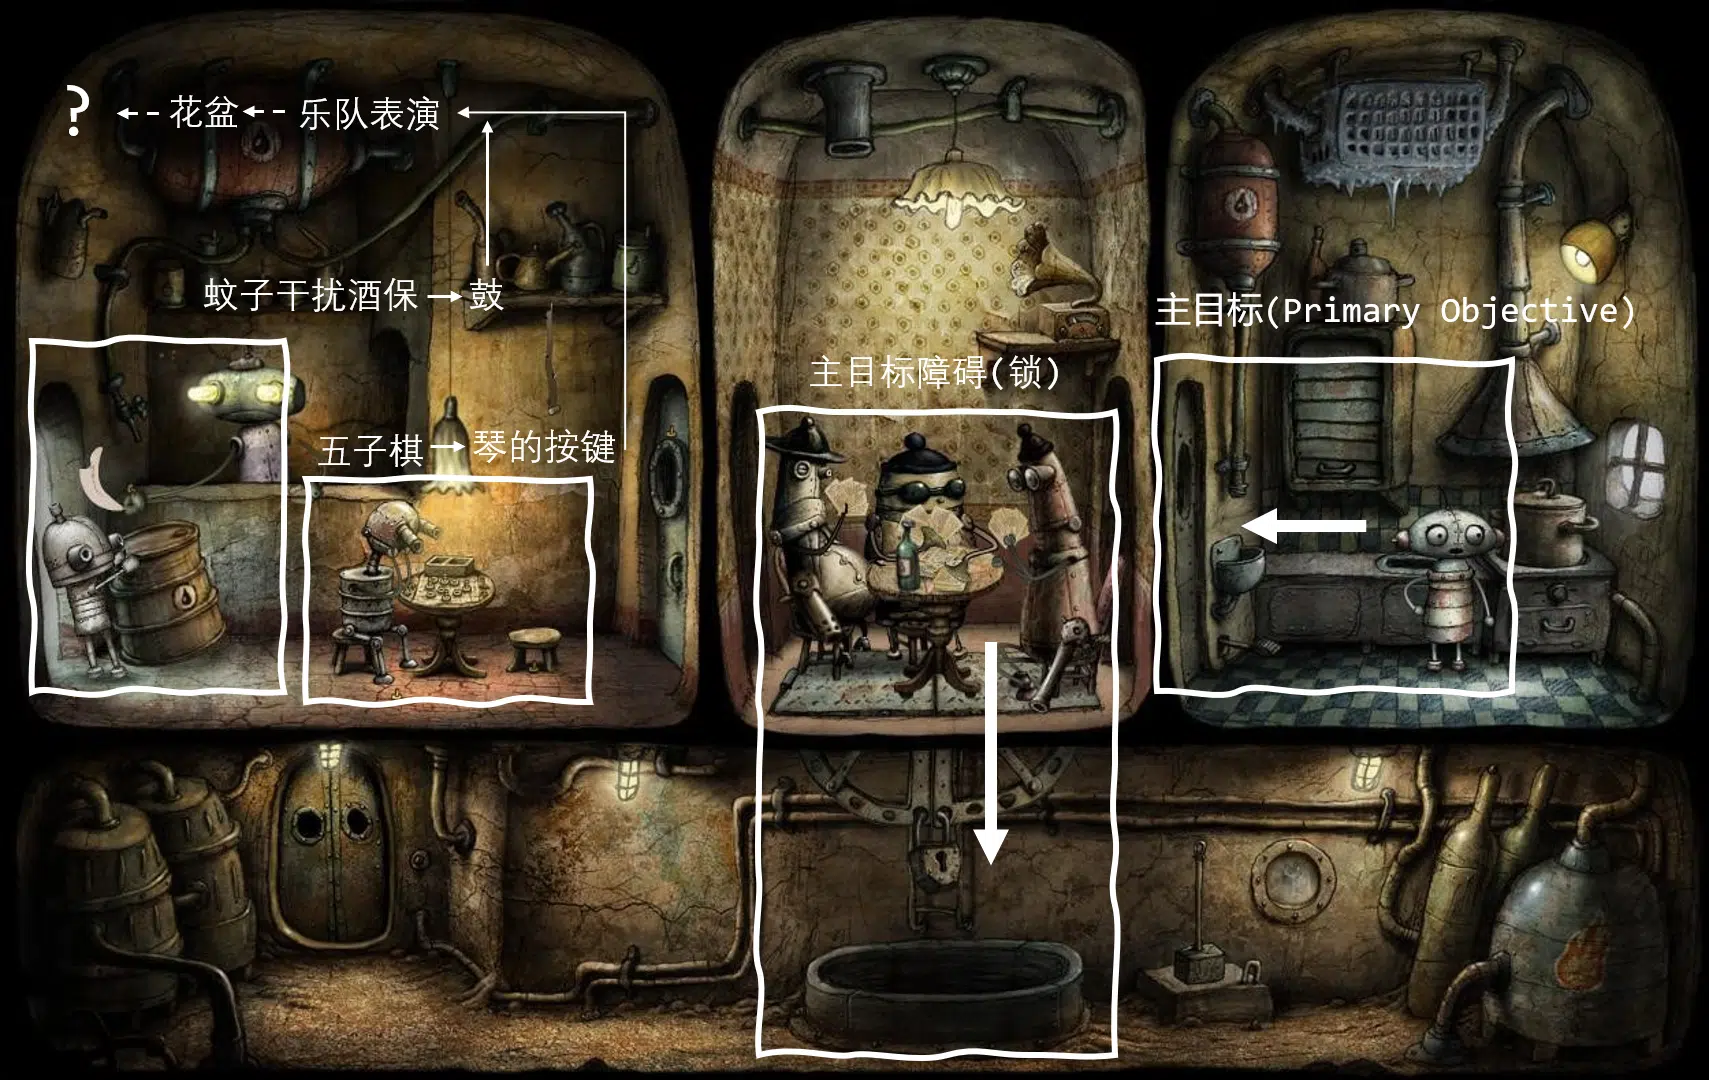 ? ← 花盆 ← 乐队表演
蚊子干扰酒保 → 鼓
主目标(Primary Objective)
主目标障碍(锁)
五子棋 → 琴的按键